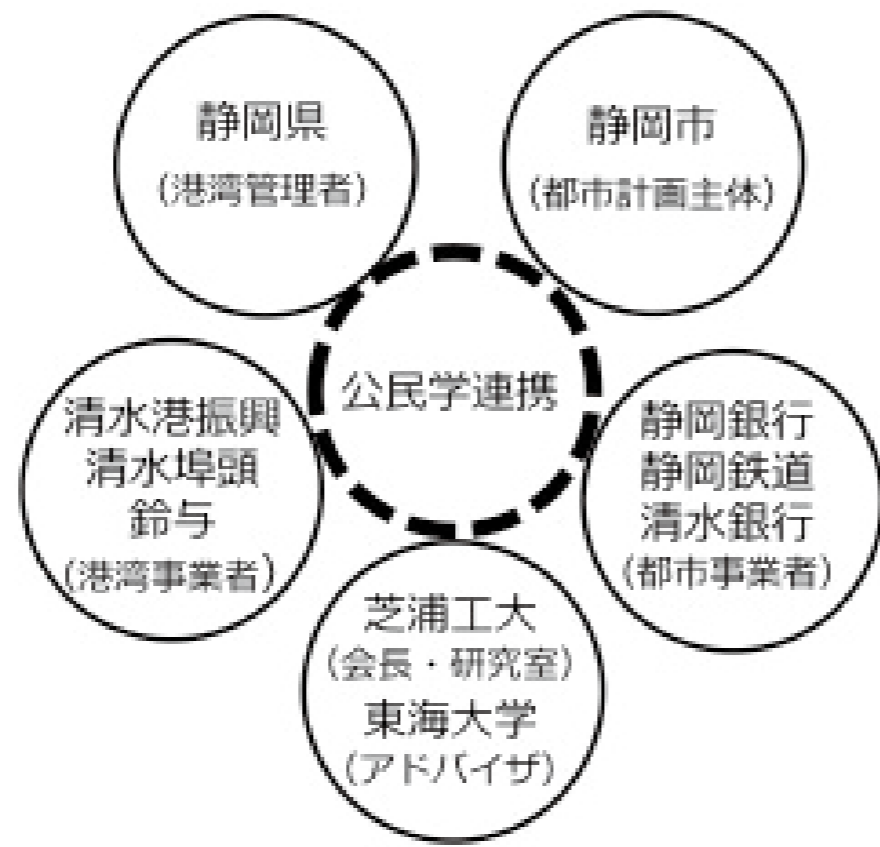 静岡県
(港湾管理者)
静岡市
(都市計画主体)
公民学連携
清水港振興
清水埠頭
鈴与
(港湾事業者)
静岡銀行
静岡鉄道
清水銀行
(都市事業者)
芝浦工大
(会長・研究室)
東海大学
(アドバイザ)